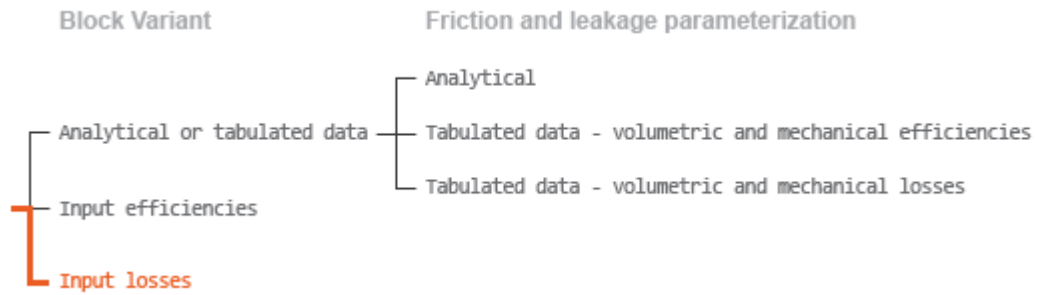 Block Variant
Friction and leakage parameterization
Analytical
Analytical or tabulated data
Tabulated data - volumetric and mechanical efficiencies
Tabulated data - volumetric and mechanical losses
Input efficiencies
Input losses